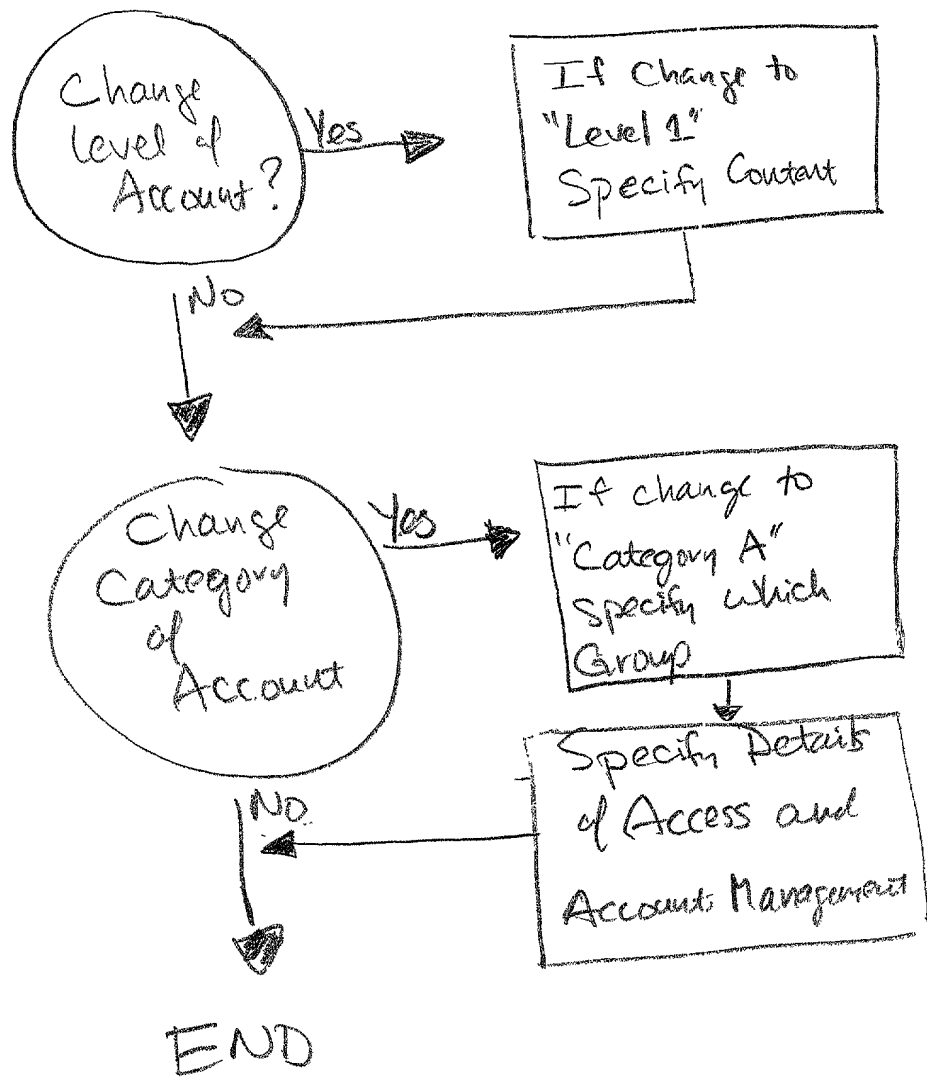 Change
Level of
Account?
Yes
If Change to
"Level 1"
Specify Content
No
Change
Category
of
Account
Yes
If change to
"Category A"
specify which
Group
Specify Details
of Access and
Account Management
No
END